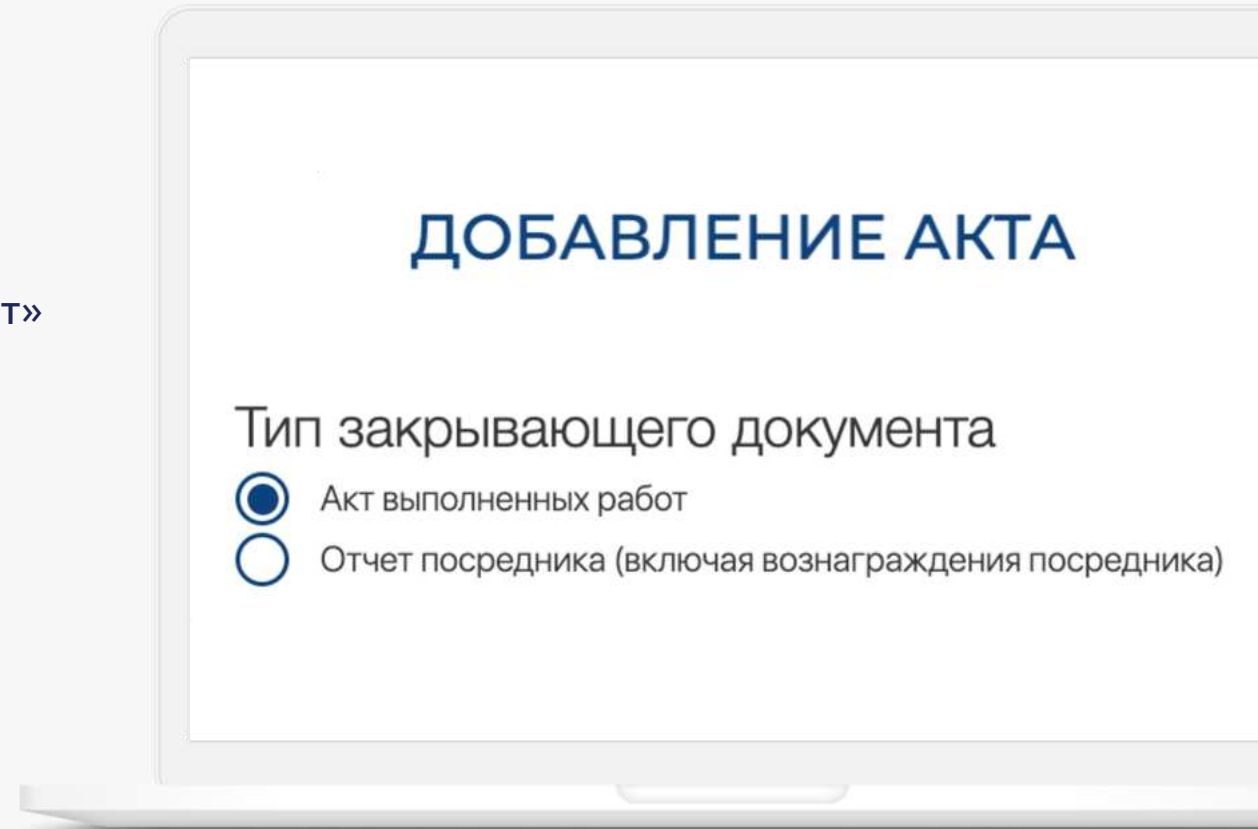 ДОБАВЛЕНИЕ АКТА
т»
Тип закрывающего документа
Акт выполненных работ
Отчет посредника (включая вознаграждения посредника)